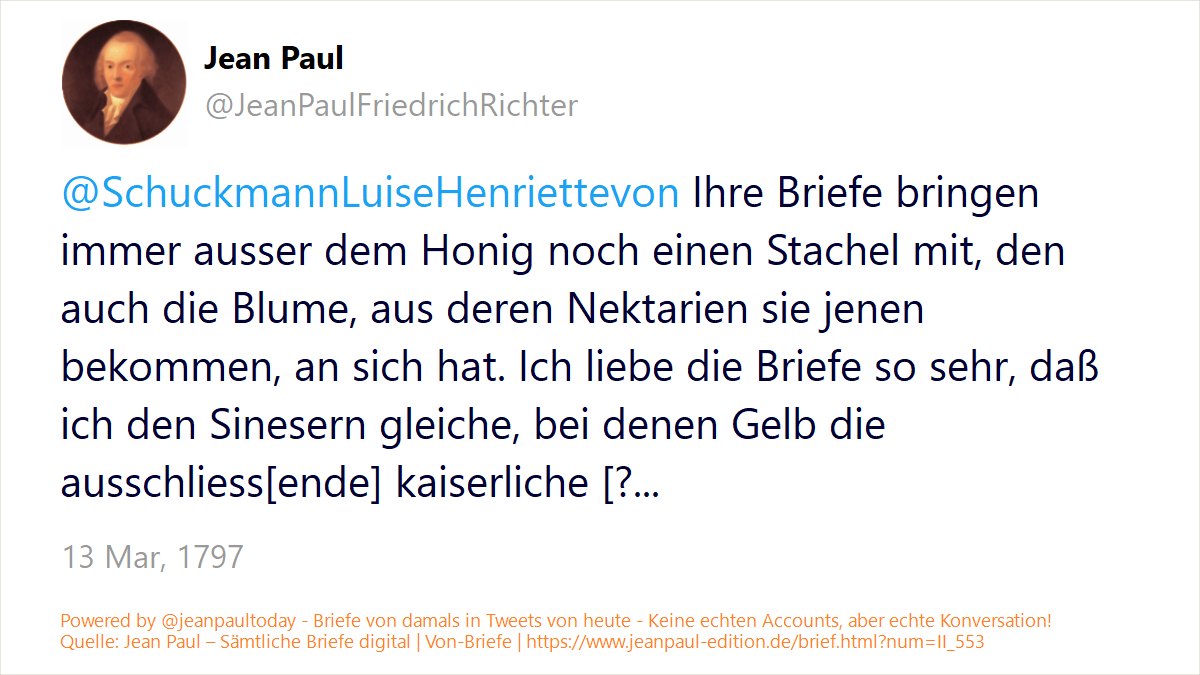 Jean Paul
@JeanPaulFriedrichRichter
@SchuckmannLuiseHenriettevon Ihre Briefe bringen
immer ausser dem Honig noch einen Stachel mit, den
auch die Blume, aus deren Nektarien sie jenen
bekommen, an sich hat. Ich liebe die Briefe so sehr, daß
ich den Sinesern gleiche, bei denen Gelb die
ausschliess[ende] kaiserliche [?...
13 Mar, 1797
Powered by @jeanpaultoday - Briefe von damals in Tweets von heute - Keine echten Accounts, aber echte Konversation!
Quelle: Jean Paul – Sämtliche Briefe digital | Von-Briefe | https://www.jeanpaul-edition.de/brief.html?num=II_553